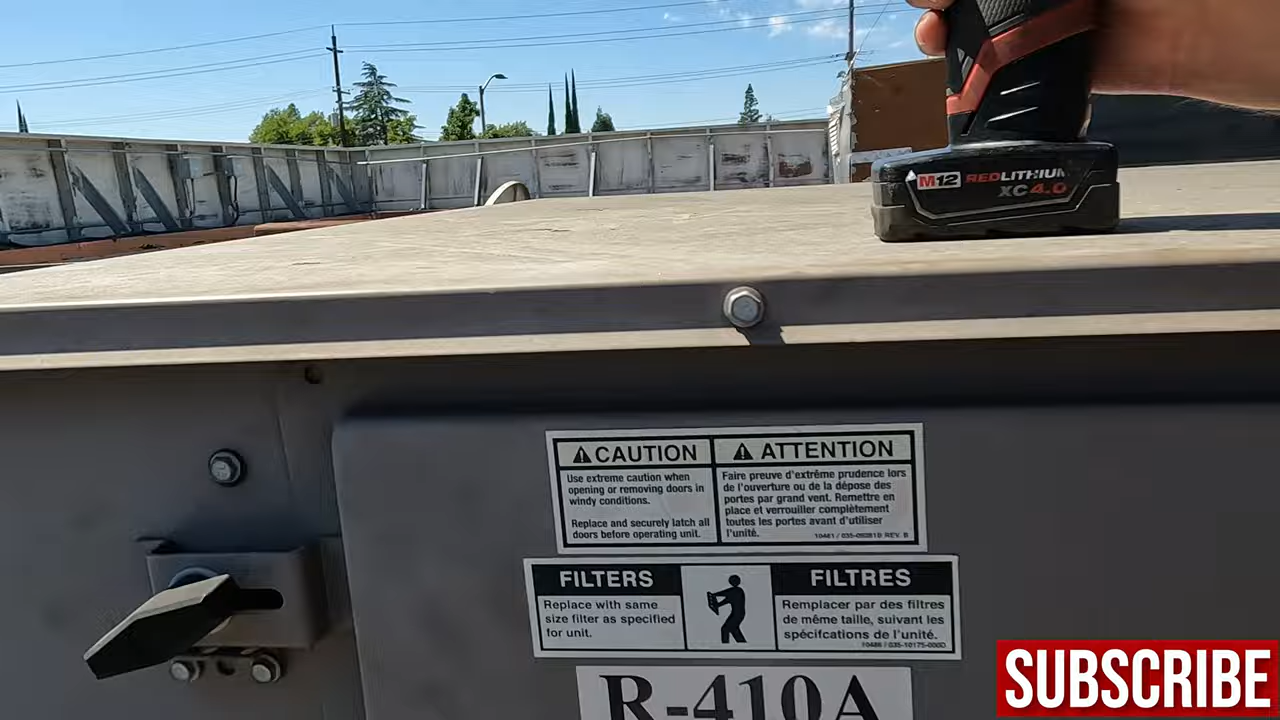 M12 REDLITHIUM
XC4.0
CAUTION
Use extreme caution when
opening or removing doors in
windy conditions.
Replace and securely latch all
doors before operating unit.
ATTENTION
Faire preuve d'extrême prudence lors
de l'ouverture ou de la dépose des
portes par grand vent. Remettre en
place et verrouiller complètement
toutes les portes avant d'utiliser
l'unité.
FILTERS
Replace with same
size filter as specified
for unit.
FILTRES
Remplacer par des filtres
de même taille, suivant les
spécifcations de l'unité.
R-410A
SUBSCRIBE